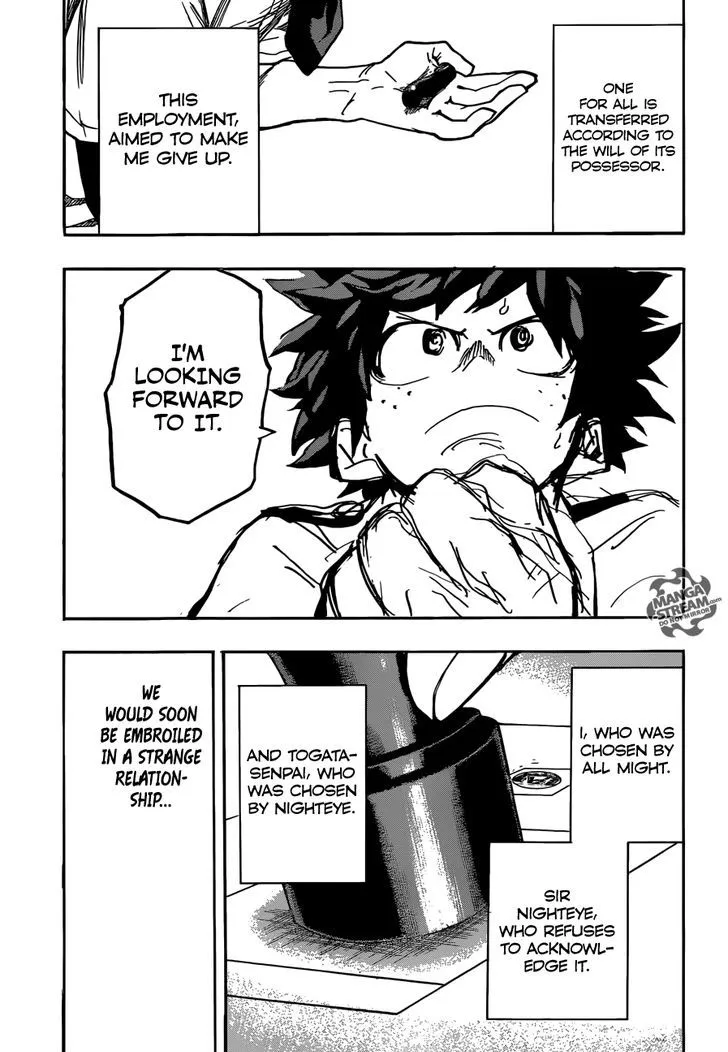 ONE
FOR ALL IS
TRANSFERRED
ACCORDING TO
THE WILL OF ITS
POSSESSOR.
THIS
EMPLOYMENT,
AIMED TO MAKE
ME GIVE UP.
I'M
LOOKING
FORWARD
TO IT.
MANGA
STREAM.com
DO NOT MIRROR
I, WHO WAS
CHOSEN BY
ALL MIGHT.
AND TOGATA-
SENPAI, WHO
WAS CHOSEN
BY NIGHTEYE.
SIR
NIGHTEYE,
WHO REFUSES
TO ACKNOWL-
EDGE IT.
WE
WOULD SOON
BE EMBROILED
IN A STRANGE
RELATION-
SHIP...